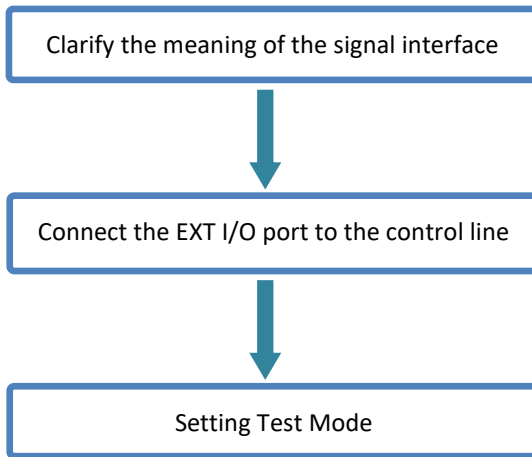 Clarify the meaning of the signal interface
Connect the EXT I/O port to the control line
Setting Test Mode